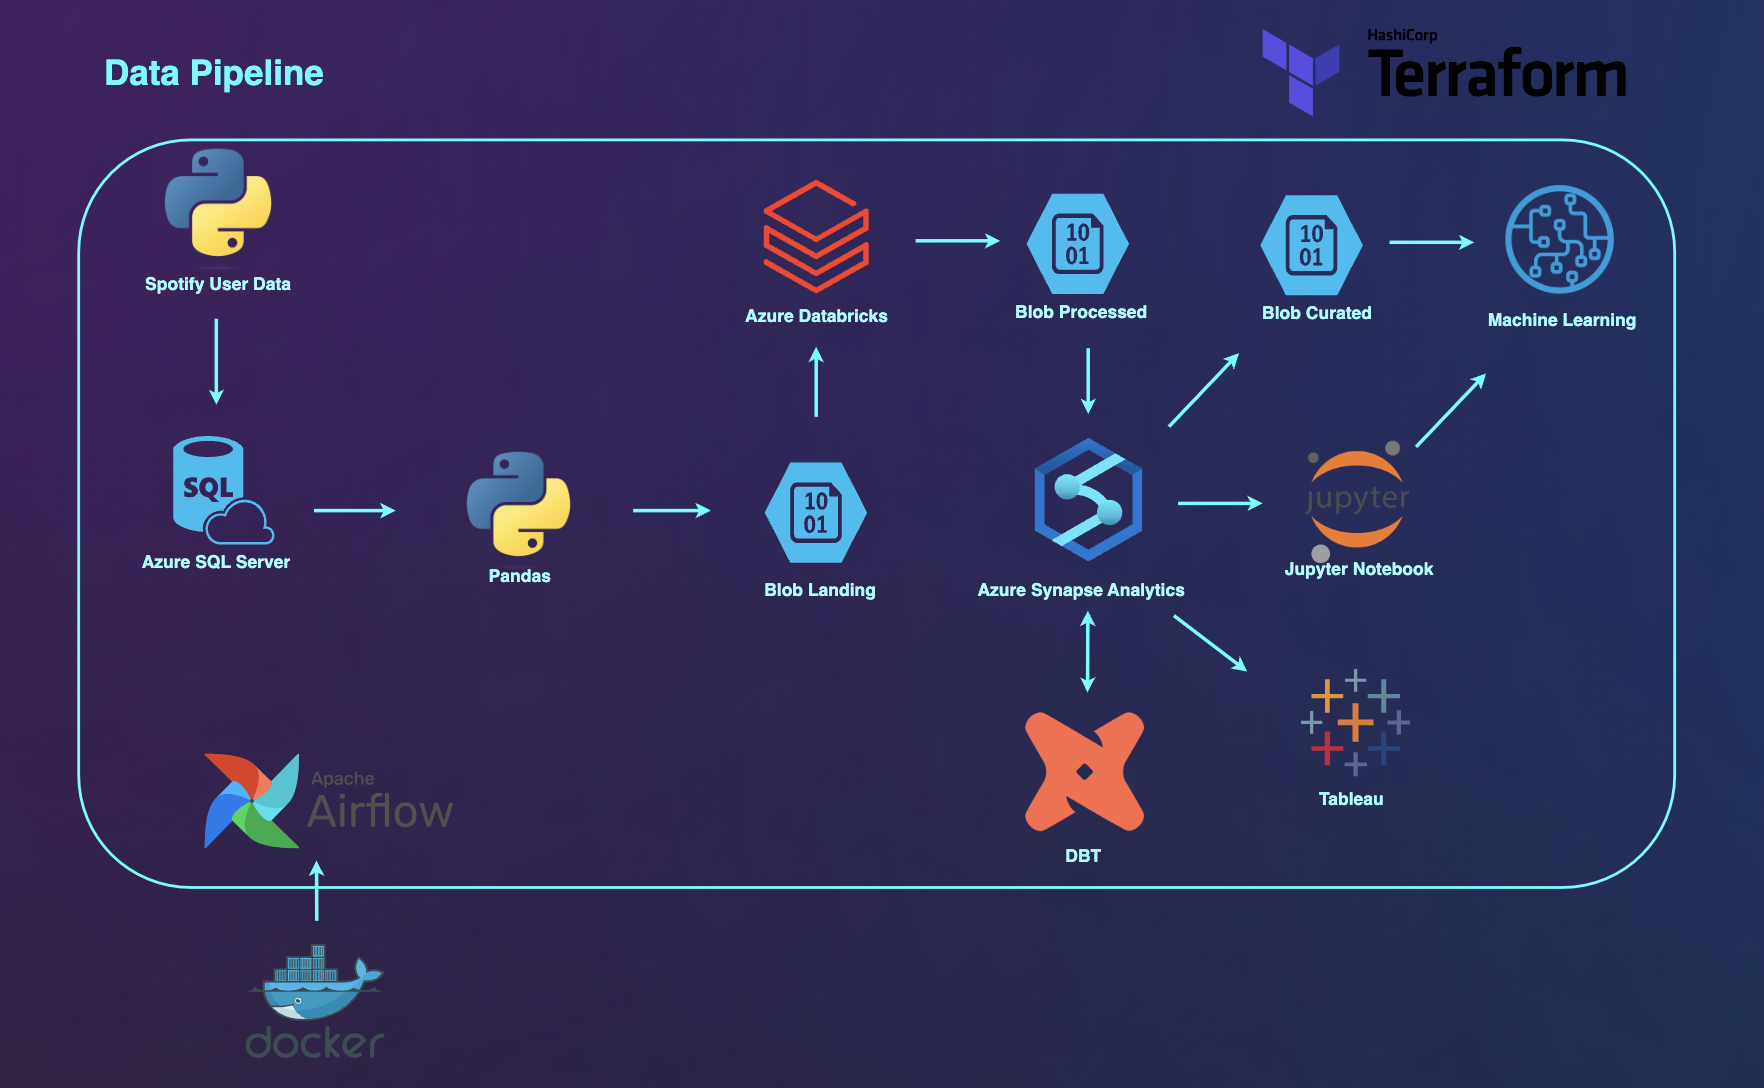 Data Pipeline
HashiCorp
Terraform
Spotify User Data
Azure Databricks
10
01
Blob Processed
10
01
Blob Curated
Machine Learning
SQL
Azure SQL Server
Pandas
10
01
Blob Landing
Azure Synapse Analytics
jupyter
Jupyter Notebook
Apache
Airflow
DBT
Tableau
docker